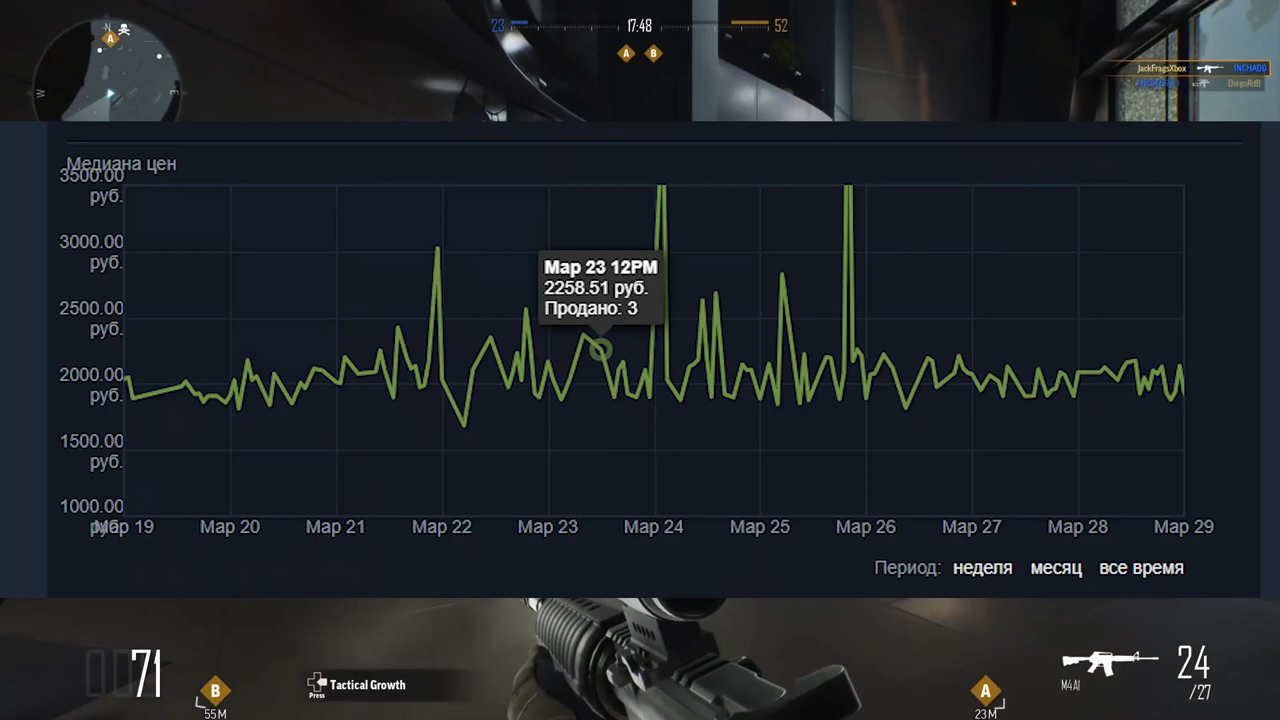 N
A
W
E
23
17:48
52
A
B
JackFragsXbox
INCHAD0
DiegoRdB
Медиана цен
3500.00
руб.
3000.00
руб.
2500.00
руб.
2000.00
руб.
1500.00
руб.
1000.00
руб.
Мар 23 12PM
2258.51 руб.
Продано: 3
Мар 19
Мар 20
Мар 21
Мар 22
Мар 23
Мар 24
Мар 25
Мар 26
Мар 27
Мар 28
Мар 29
Период: неделя месяц все время
71
B
55M
Press
Tactical Growth
A
23M
M4A1
24
/27